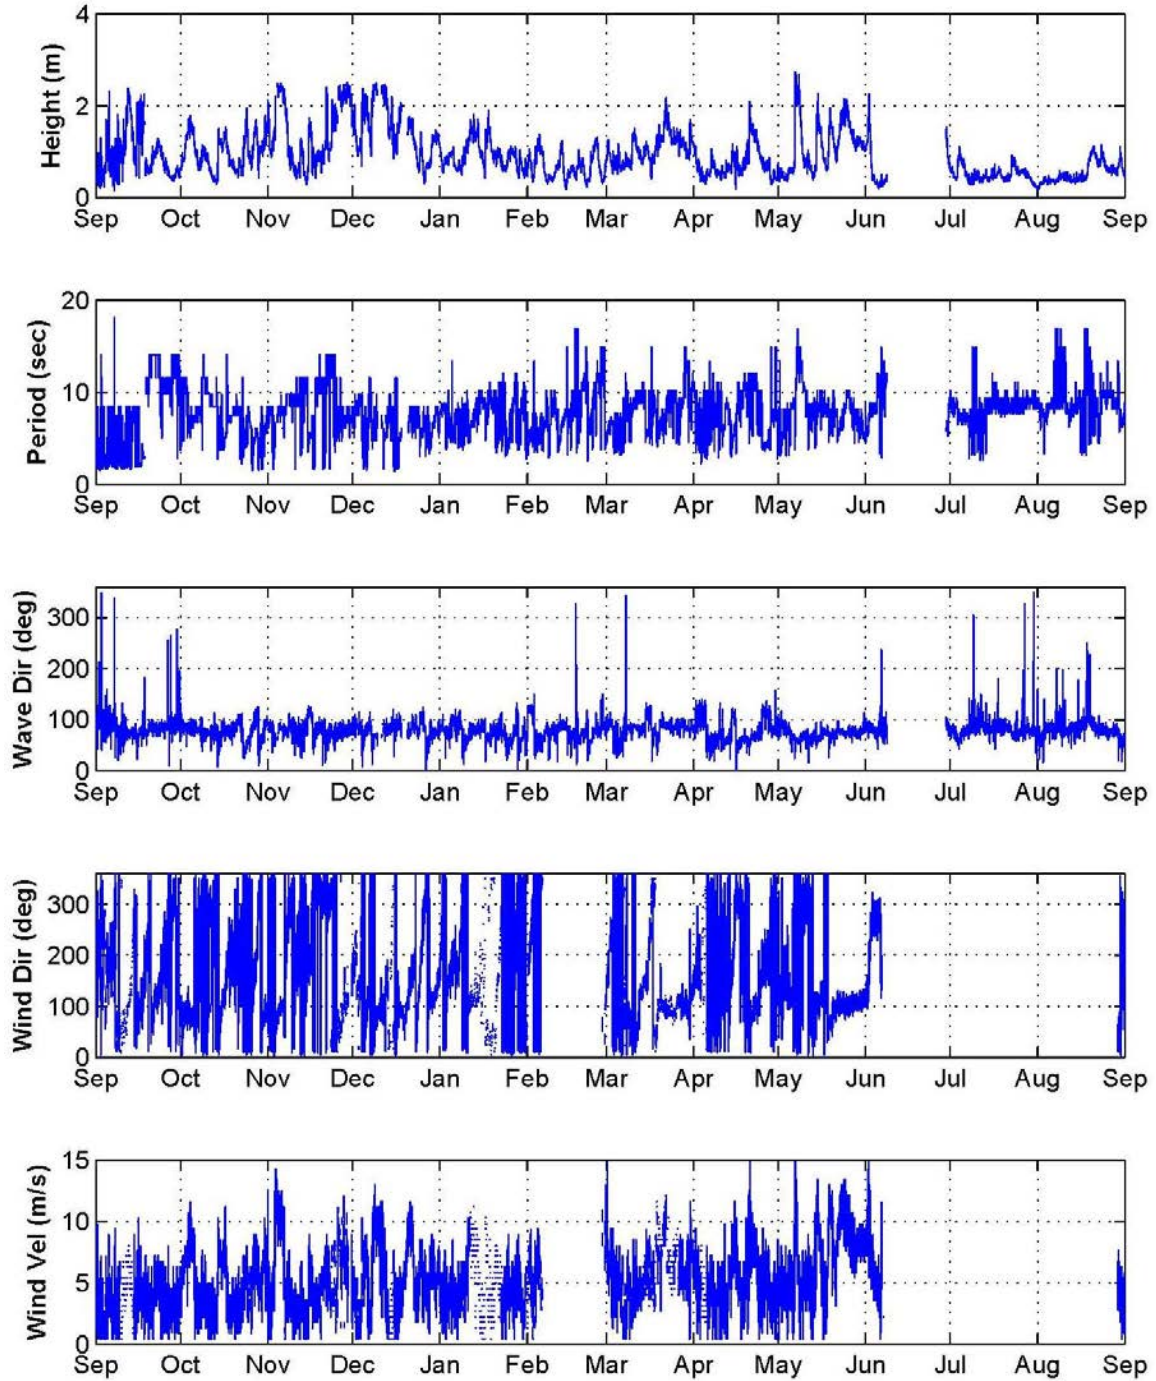 4
2
0
Height (m)
Sep Oct Nov Dec Jan Feb Mar Apr May Jun Jul Aug Sep
20
10
0
Period (sec)
Sep Oct Nov Dec Jan Feb Mar Apr May Jun Jul Aug Sep
300
200
100
0
Wave Dir (deg)
Sep Oct Nov Dec Jan Feb Mar Apr May Jun Jul Aug Sep
300
200
100
0
Wind Dir (deg)
Sep Oct Nov Dec Jan Feb Mar Apr May Jun Jul Aug Sep
15
10
5
0
Wind Vel (m/s)
Sep Oct Nov Dec Jan Feb Mar Apr May Jun Jul Aug Sep